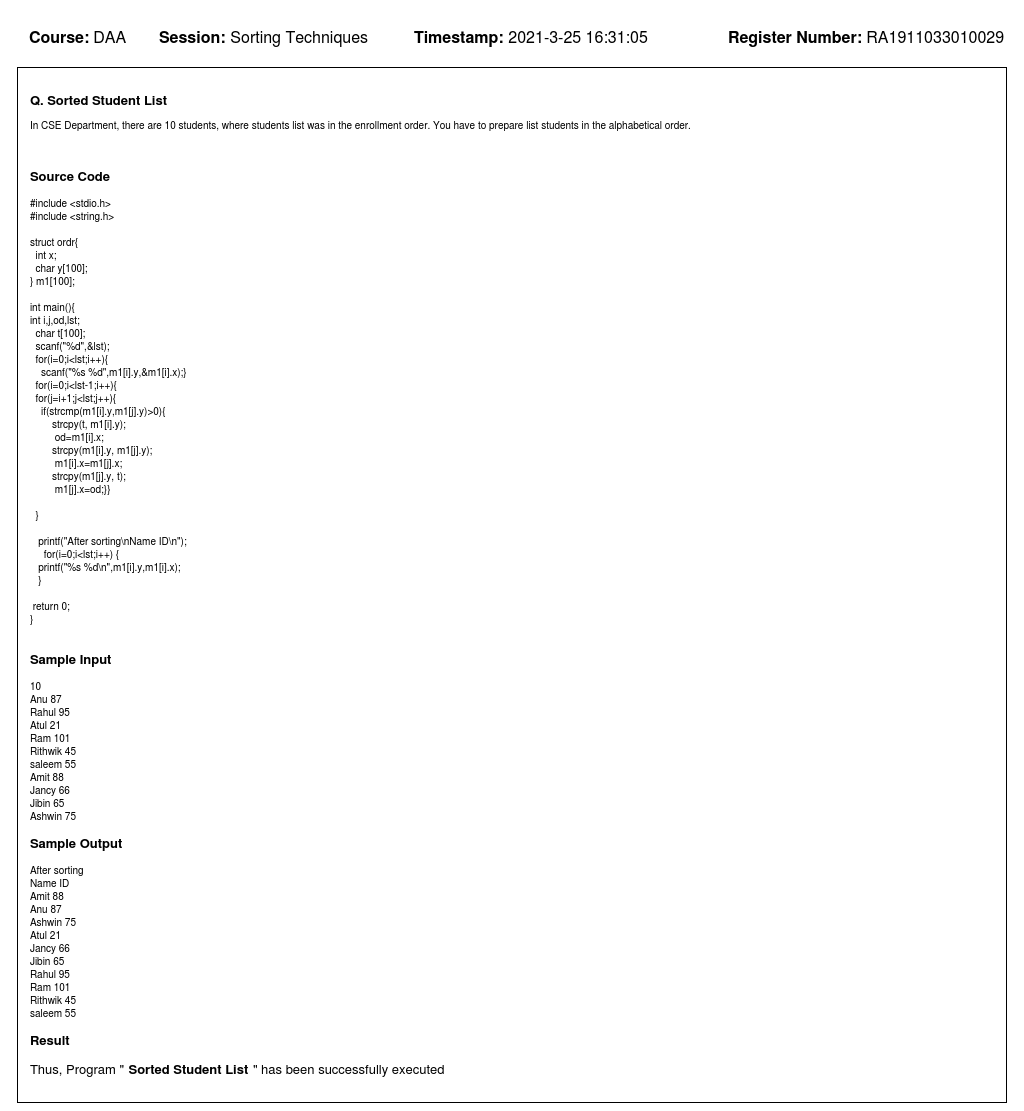 Course: DAA Session: Sorting Techniques Timestamp: 2021-3-25 16:31:05 Register Number: RA1911033010029
Q. Sorted Student List
In CSE Department, there are 10 students, where students list was in the enrollment order. You have to prepare list students in the alphabetical order.
Source Code
#include <stdio.h>
#include <string.h>
struct ordr{
int x;
char y[100];
} m1[100];
int main(){
int i,j,od,lst;
char t[100];
scanf("%d",&lst);
for(i=0;i<lst;i++){
scanf("%s %d",m1[i].y,&m1[i].x);}
for(i=0;i<lst-1;i++){
for(j=i+1;j<lst;j++){
if(strcmp(m1[i].y,m1[j].y)>0){
strcpy(t, m1[i].y);
od=m1[i].x;
strcpy(m1[i].y, m1[j].y);
m1[i].x=m1[j].x;
strcpy(m1[j].y, t);
m1[j].x=od;}}
}
printf("After sorting\nName ID\n");
for(i=0;i<lst;i++) {
printf("%s %d\n",m1[i].y,m1[i].x);
}
return 0;
}
Sample Input
10
Anu 87
Rahul 95
Atul 21
Ram 101
Rithwik 45
saleem 55
Amit 88
Jancy 66
Jibin 65
Ashwin 75
Sample Output
After sorting
Name ID
Amit 88
Anu 87
Ashwin 75
Atul 21
Jancy 66
Jibin 65
Rahul 95
Ram 101
Rithwik 45
saleem 55
Result
Thus, Program " Sorted Student List " has been successfully executed